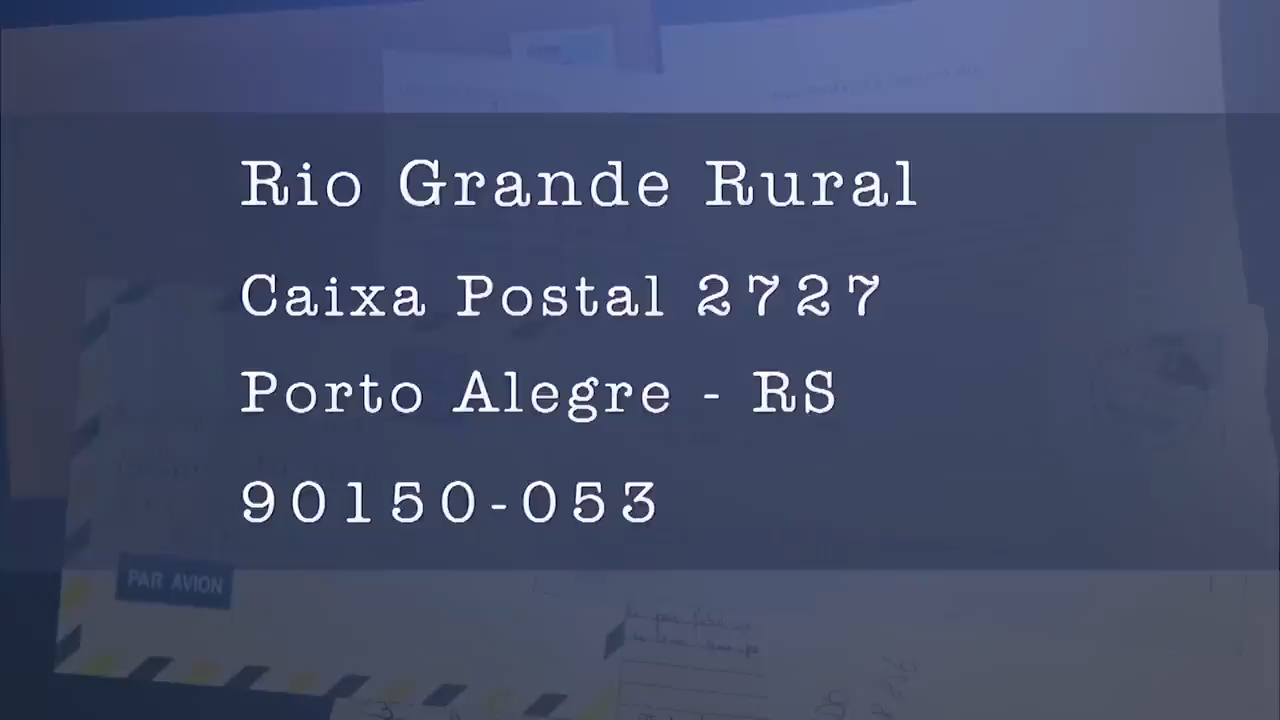 Rio Grande Rural
Caixa Postal 2727
Porto Alegre - RS
90150-053
PAR AVION